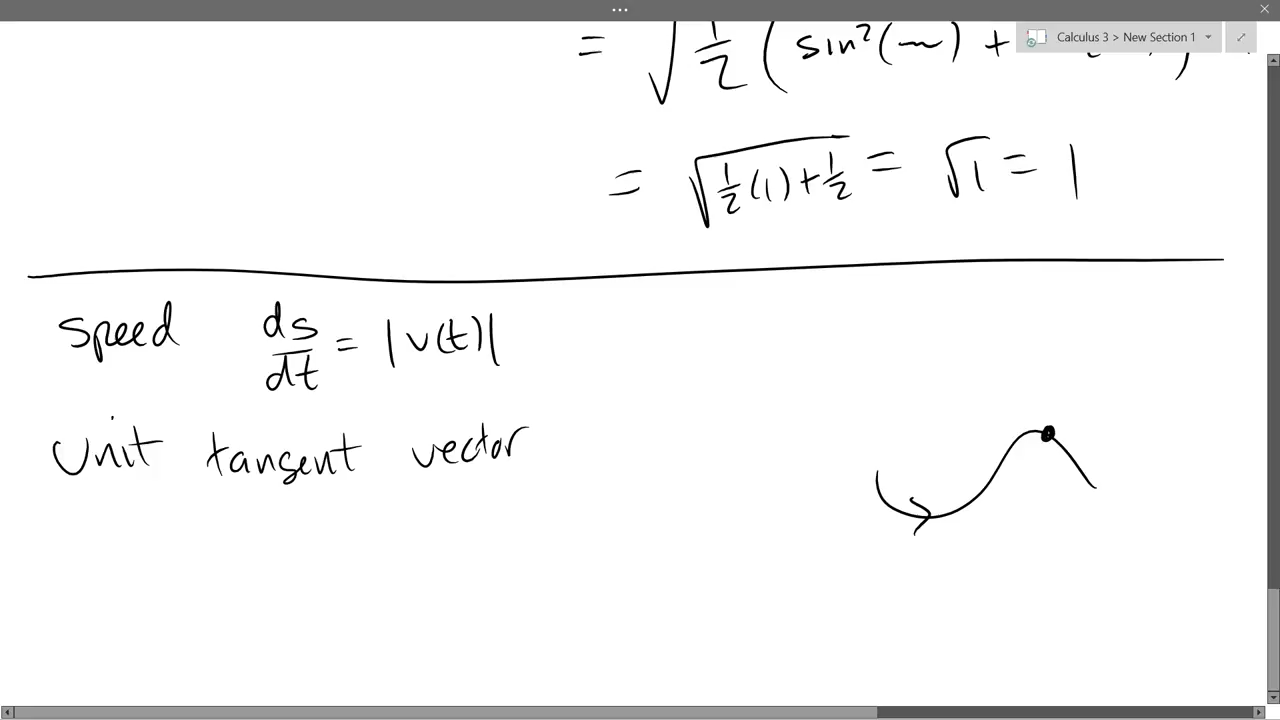 Calculus 3 > New Section 1
= √ 1/2 ( sin²(~) +
= √ 1/2 (1) + 1/2 = √1 = 1
Speed ds/dt = |v(t)|
Unit tangent vector